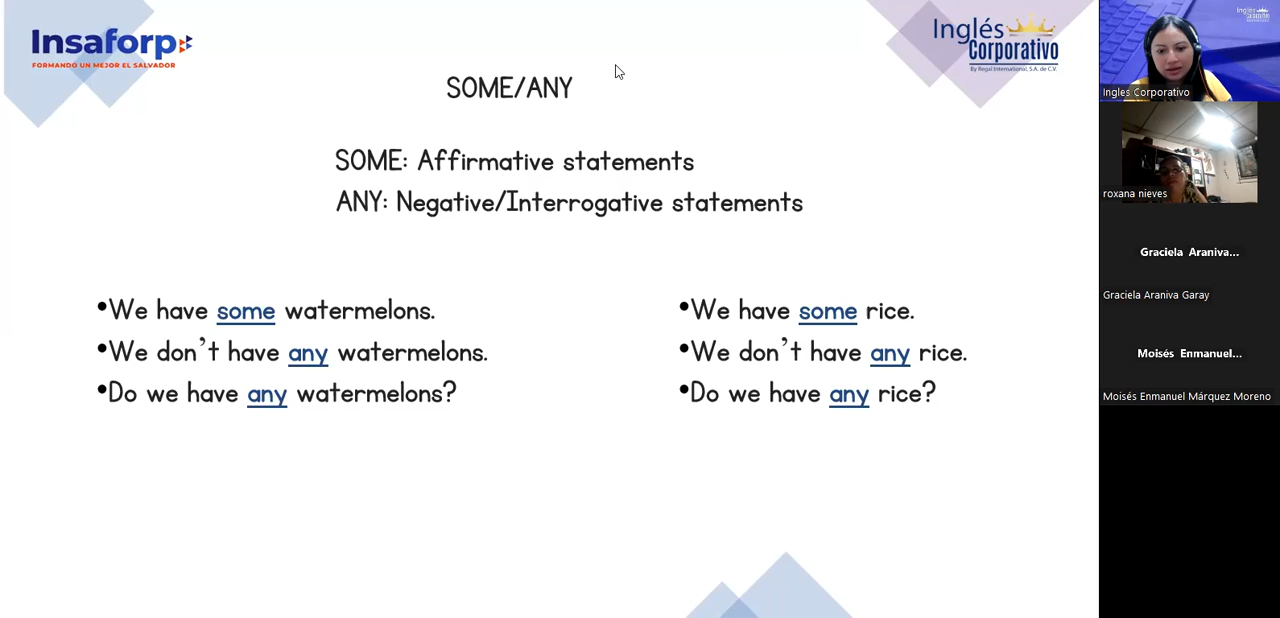 Insaforp
FORMANDO UN MEJOR EL SALVADOR
Inglés
Corporativo
By Regal International, S.A. de C.V.
SOME/ANY
SOME: Affirmative statements
ANY: Negative/Interrogative statements
•We have some watermelons.
•We don't have any watermelons.
•Do we have any watermelons?
•We have some rice.
•We don't have any rice.
•Do we have any rice?
Inglés
Corporativo
Ingles Corporativo
roxana nieves
Graciela Araniva...
Graciela Araniva Garay
Moisés Enmanuel...
Moisés Enmanuel Márquez Moreno